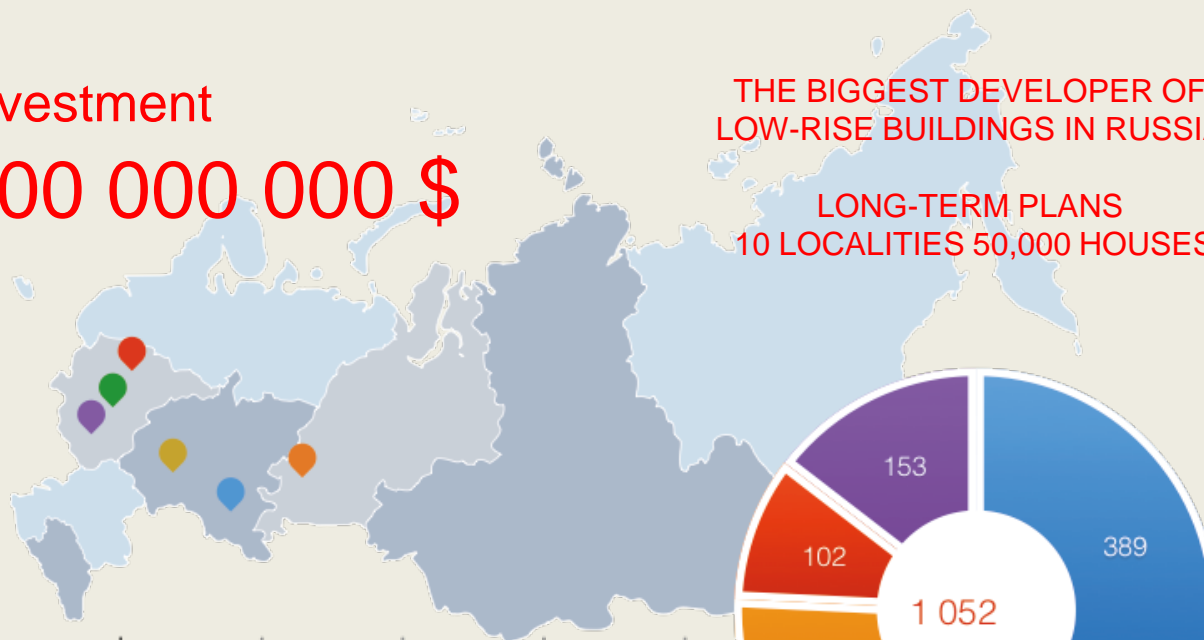 vestment
00 000 000 $
THE BIGGEST DEVELOPER OF
LOW-RISE BUILDINGS IN RUSSI
LONG-TERM PLANS
10 LOCALITIES 50,000 HOUSES
153
389
102
1 052